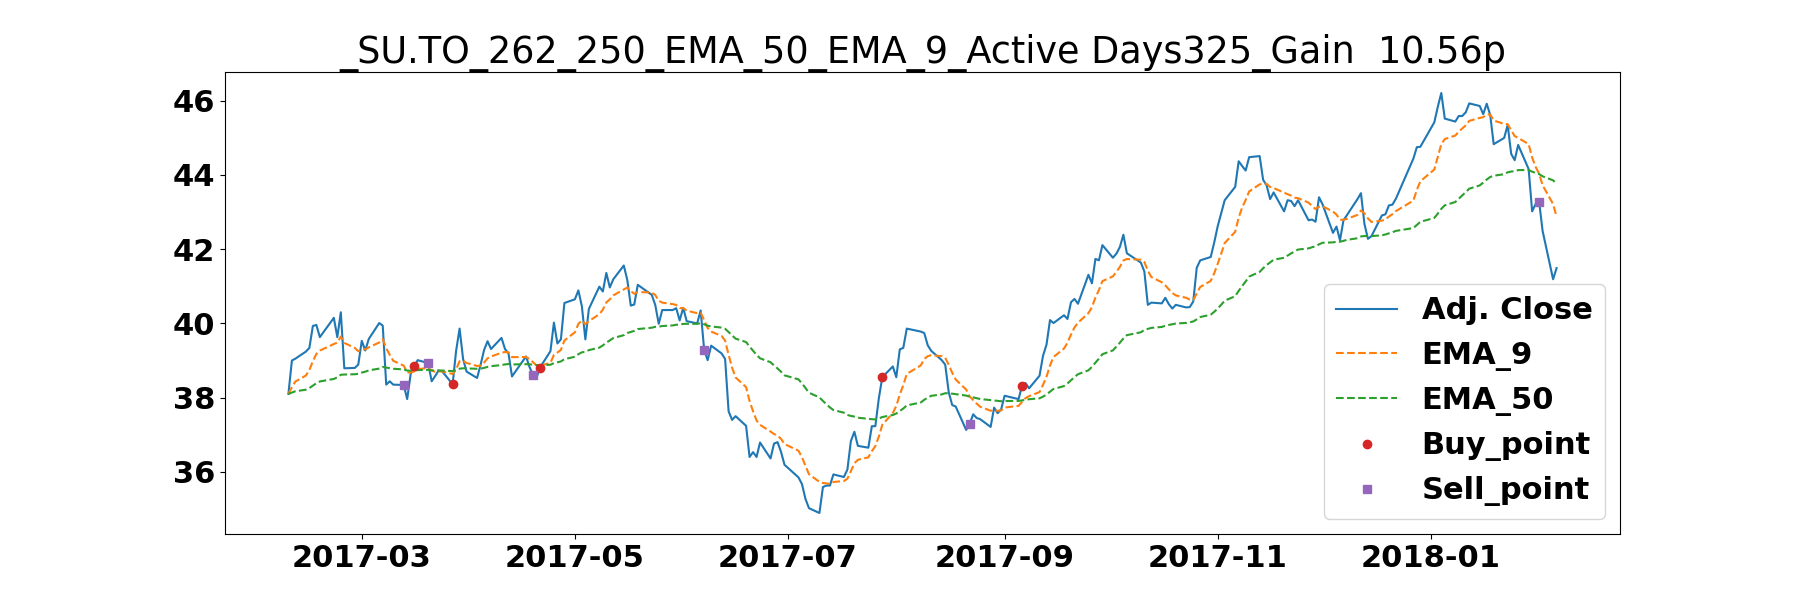 _SU.TO_262_250_EMA_50_EMA_9_Active Days325_Gain  10.56p
46
44
42
40
38
36
Adj. Close
EMA_9
EMA_50
Buy_point
Sell_point
2017-03 2017-05 2017-07 2017-09 2017-11 2018-01